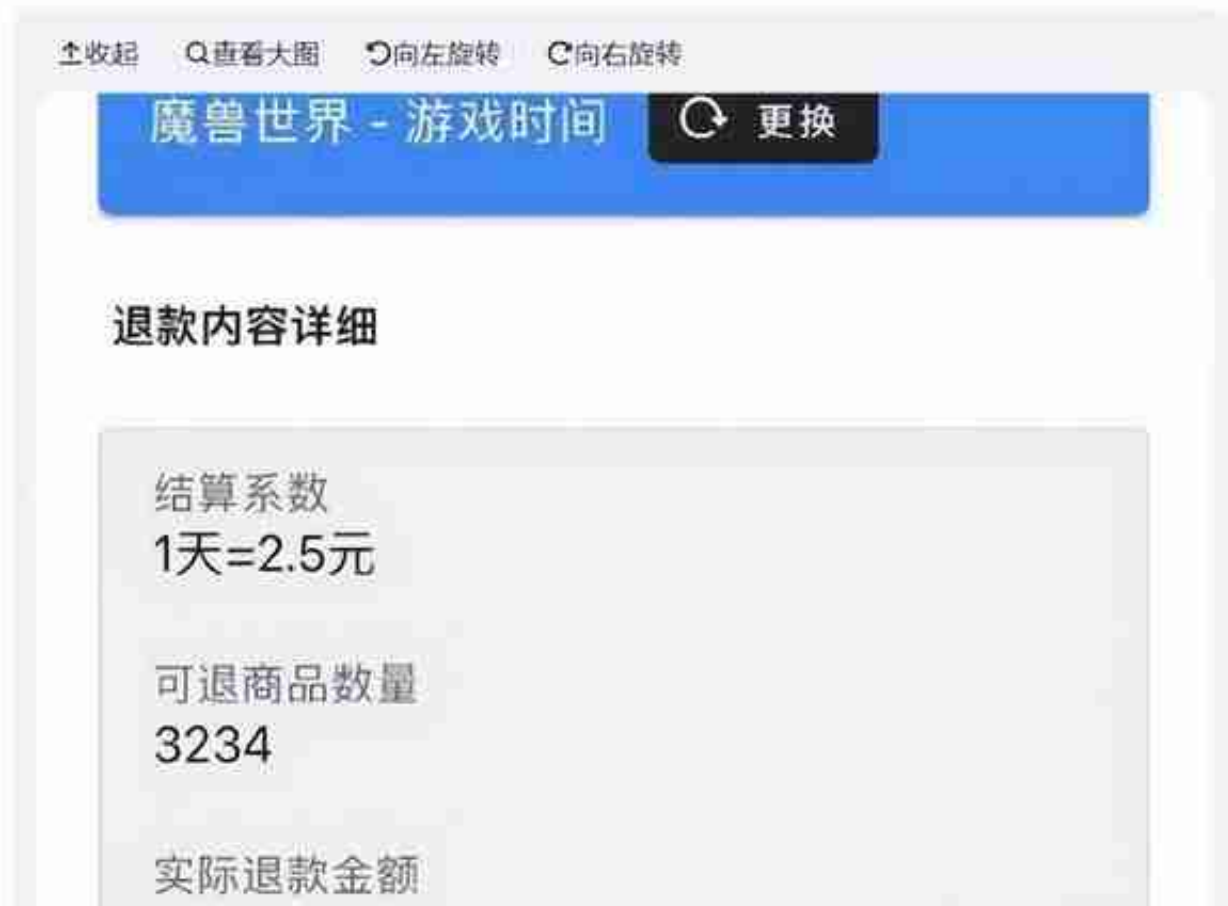 收起 查看大图 向左旋转 向右旋转
魔兽世界 - 游戏时间 更换
退款内容详细
结算系数
1天=2.5元
可退商品数量
3234
实际退款金额